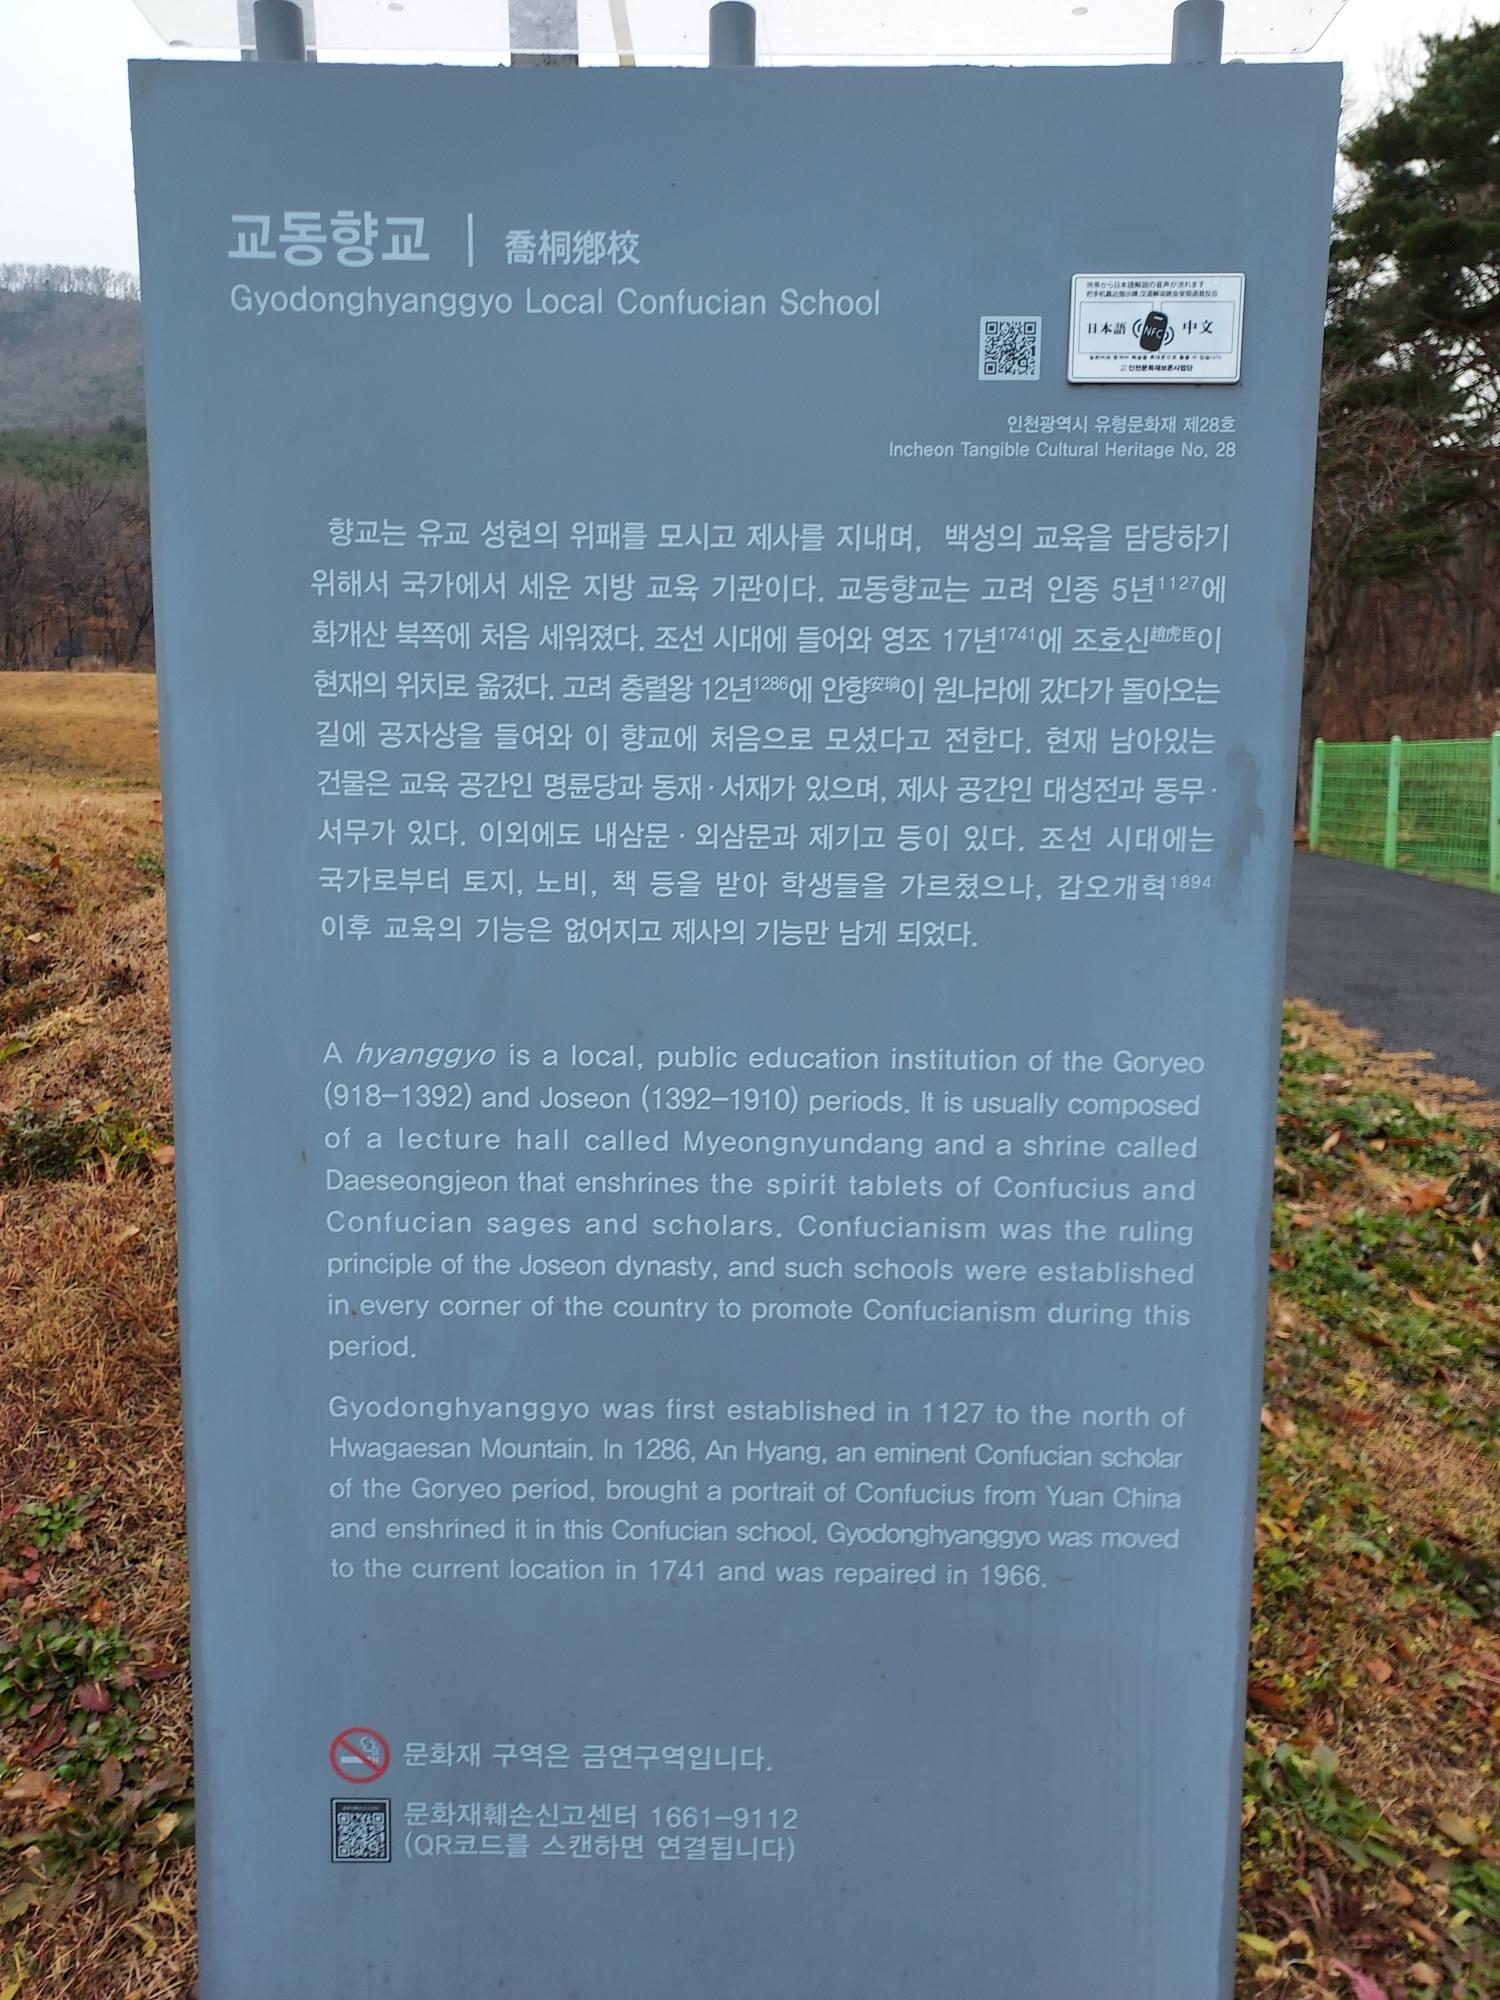 교동향교 | 喬桐鄕校
Gyodonghyanggyo Local Confucian School
日本語 NFC 中文
인천광역시 유형문화재 제28호
Incheon Tangible Cultural Heritage No. 28
향교는 유교 성현의 위패를 모시고 제사를 지내며, 백성의 교육을 담당하기
위해서 국가에서 세운 지방 교육 기관이다. 교동향교는 고려 인종 5년1127에
화개산 북쪽에 처음 세워졌다. 조선 시대에 들어와 영조 17년1741에 조호신趙虎臣이
현재의 위치로 옮겼다. 고려 충렬왕 12년1286에 안향安珦이 원나라에 갔다가 돌아오는
길에 공자상을 들여와 이 향교에 처음으로 모셨다고 전한다. 현재 남아있는
건물은 교육 공간인 명륜당과 동재·서재가 있으며, 제사 공간인 대성전과 동무·
서무가 있다. 이외에도 내삼문·외삼문과 제기고 등이 있다. 조선 시대에는
국가로부터 토지, 노비, 책 등을 받아 학생들을 가르쳤으나, 갑오개혁1894
이후 교육의 기능은 없어지고 제사의 기능만 남게 되었다.
A hyanggyo is a local, public education institution of the Goryeo
(918–1392) and Joseon (1392–1910) periods. It is usually composed
of a lecture hall called Myeongnyundang and a shrine called
Daeseongjeon that enshrines the spirit tablets of Confucius and
Confucian sages and scholars. Confucianism was the ruling
principle of the Joseon dynasty, and such schools were established
in every corner of the country to promote Confucianism during this
period.
Gyodonghyanggyo was first established in 1127 to the north of
Hwagaesan Mountain. In 1286, An Hyang, an eminent Confucian scholar
of the Goryeo period, brought a portrait of Confucius from Yuan China
and enshrined it in this Confucian school. Gyodonghyanggyo was moved
to the current location in 1741 and was repaired in 1966.
문화재 구역은 금연구역입니다.
문화재훼손신고센터 1661-9112
(QR코드를 스캔하면 연결됩니다)